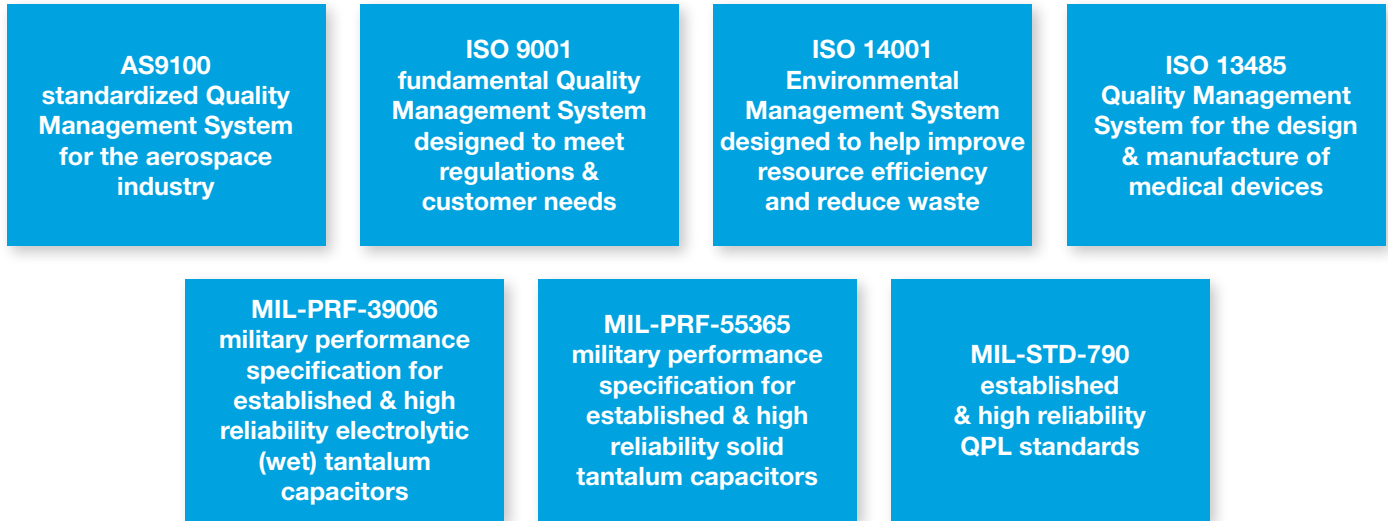 AS9100
standardized Quality
Management System
for the aerospace
industry
ISO 9001
fundamental Quality
Management System
designed to meet
regulations &
customer needs
ISO 14001
Environmental
Management System
designed to help improve
resource efficiency
and reduce waste
ISO 13485
Quality Management
System for the design
& manufacture of
medical devices
MIL-PRF-39006
military performance
specification for
established & high
reliability electrolytic
(wet) tantalum
capacitors
MIL-PRF-55365
military performance
specification for
established & high
reliability solid
tantalum capacitors
MIL-STD-790
established
& high reliability
QPL standards